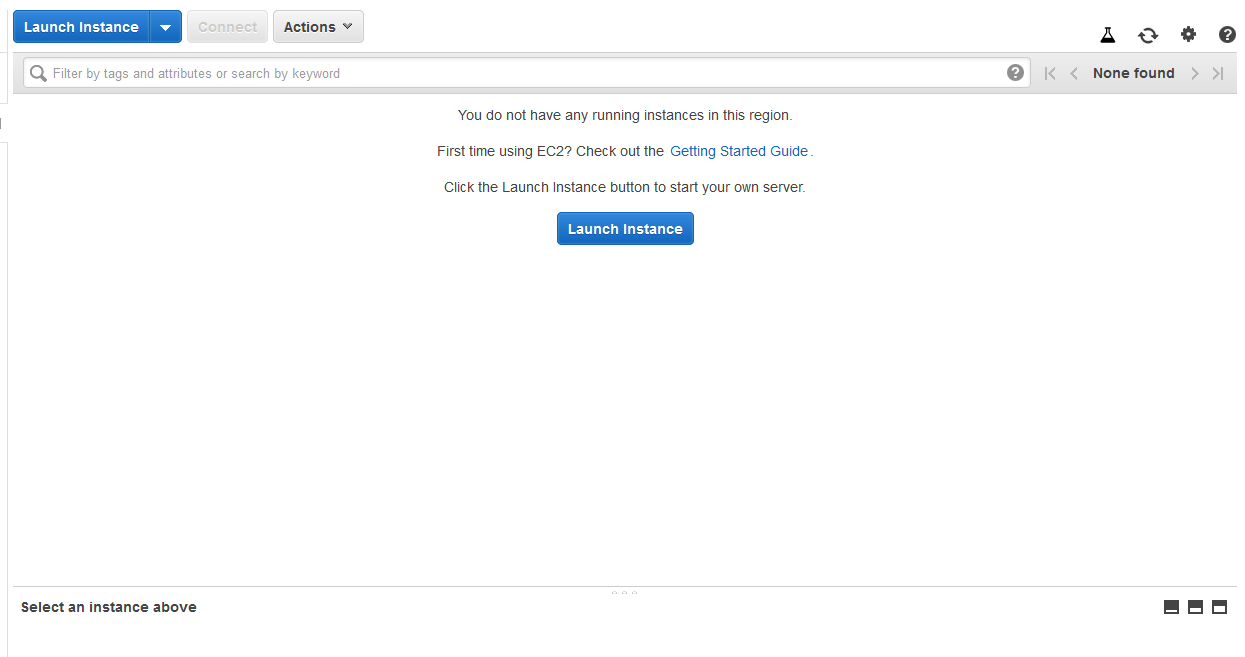 Launch Instance Connect Actions
Filter by tags and attributes or search by keyword None found
You do not have any running instances in this region.
First time using EC2? Check out the Getting Started Guide.
Click the Launch Instance button to start your own server.
Launch Instance
Select an instance above